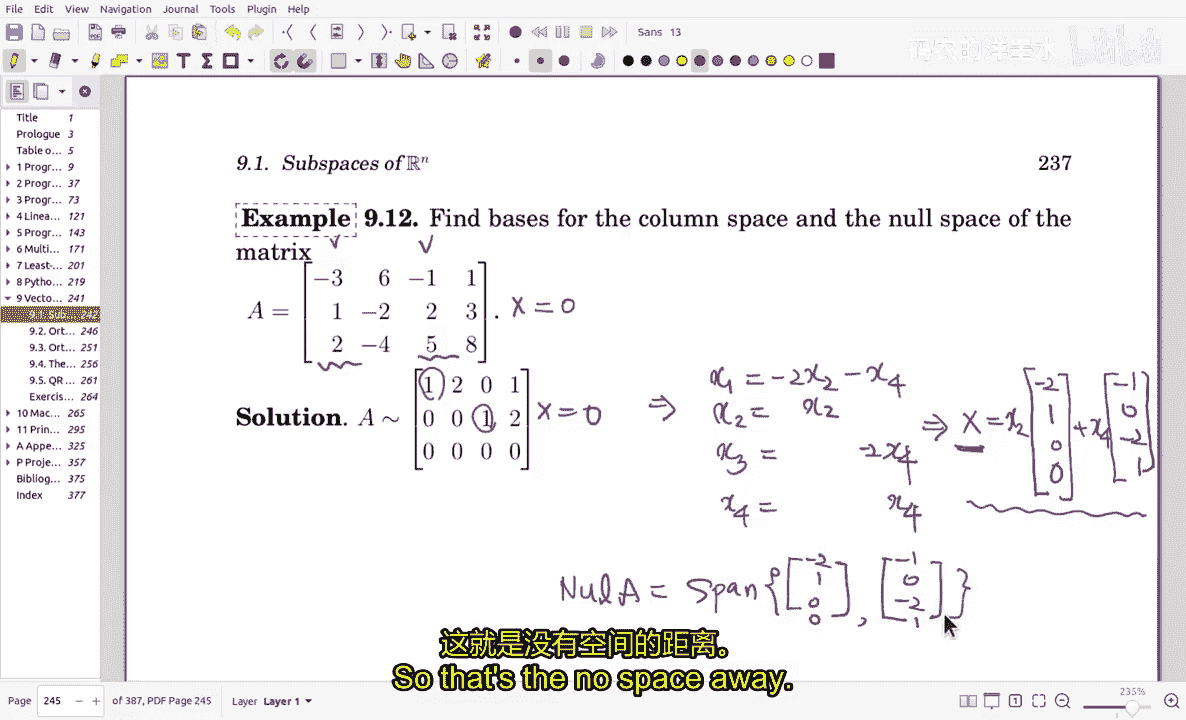 File Edit View Navigation Journal Tools Plugin Help
Sans 13
码农的洋墨水 bilibili
Title 1
Prologue 3
Table o... 5
1 Progr... 9
2 Progr... 37
3 Progr... 73
4 Linea... 121
5 Progr... 143
6 Multi... 171
7 Least-... 201
8 Pytho... 219
9 Vecto... 241
9.2. Ort... 246
9.3. Ort... 251
9.4. The... 256
9.5. QR ... 261
Exercis... 264
10 Mac... 265
11 Prin... 295
A Appe... 325
P Proje... 357
Bibliog... 375
Index 377
9.1. Subspaces of ℝⁿ 237
Example 9.12. Find bases for the column space and the null space of the
matrix
A = [−3 6 −1 1
1 −2 2 3
2 −4 5 8] . X = 0
Solution. A ∼ [1 2 0 1
0 0 1 2
0 0 0 0] X = 0
⇒ x₁ = −2x₂ − x₄
x₂ = x₂
x₃ = −2x₄
x₄ = x₄
⇒ X = x₂ [−2 1 0 0] + x₄ [−1 0 −2 1]
Nul A = Span { [−2 1 0 0] , [−1 0 −2 1] }
这就是没有空间的距离。
So that's the no space away.
Page 245 of 387, PDF Page 245 Layer Layer 1 235%